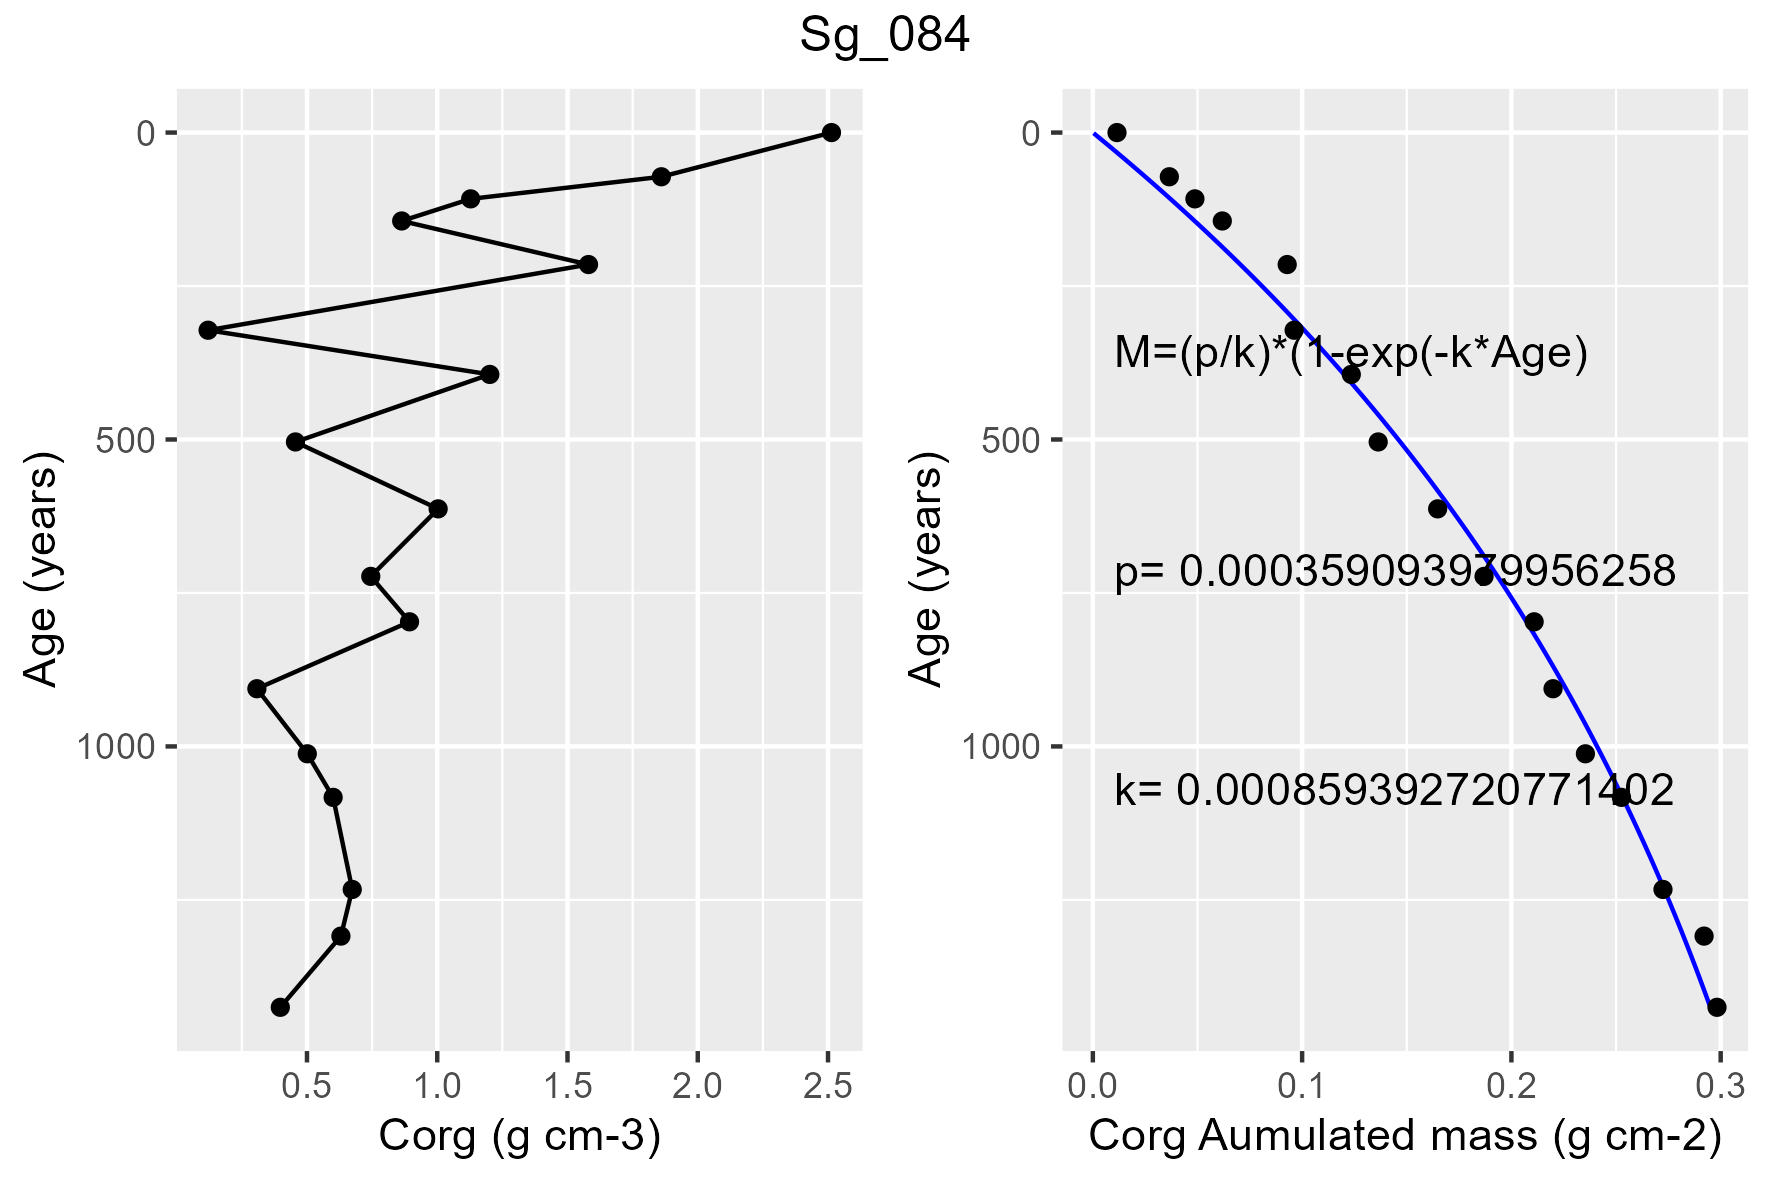 Sg_084
0
500
1000
Age (years)
0.5 1.0 1.5 2.0 2.5
Corg (g cm-3)
0
500
1000
Age (years)
M=(p/k)*(1-exp(-k*Age)
p= 0.000359093979956258
k= 0.000859392720771402
0.0 0.1 0.2 0.3
Corg Aumulated mass (g cm-2)